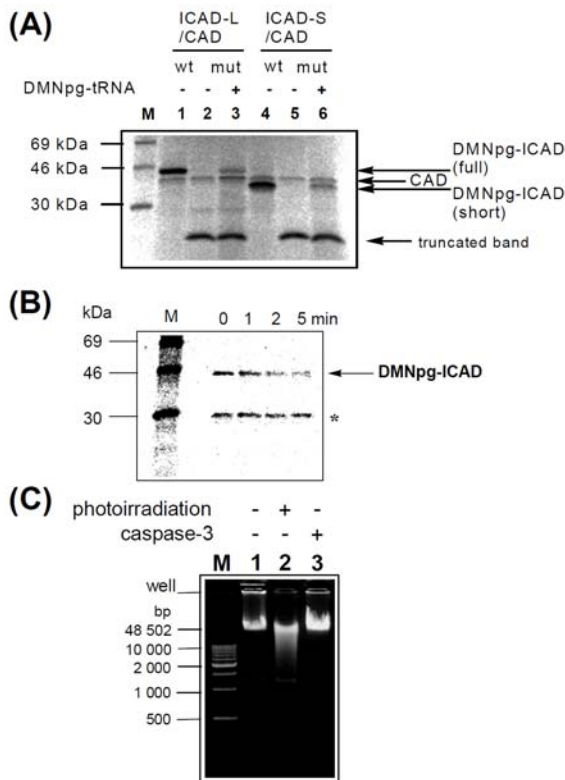 (A)
ICAD-L ICAD-S
/CAD /CAD
wt mut wt mut
DMNpg-tRNA - - + - - +
M 1 2 3 4 5 6
69 kDa
46 kDa
30 kDa
DMNpg-ICAD
(full)
CAD
DMNpg-ICAD
(short)
truncated band
(B)
kDa M 0 1 2 5 min
69
46
30
DMNpg-ICAD
*
(C)
photoirradiation - + -
caspase-3 - - +
M 1 2 3
well
bp
48 502
10 000
2 000
1 000
500